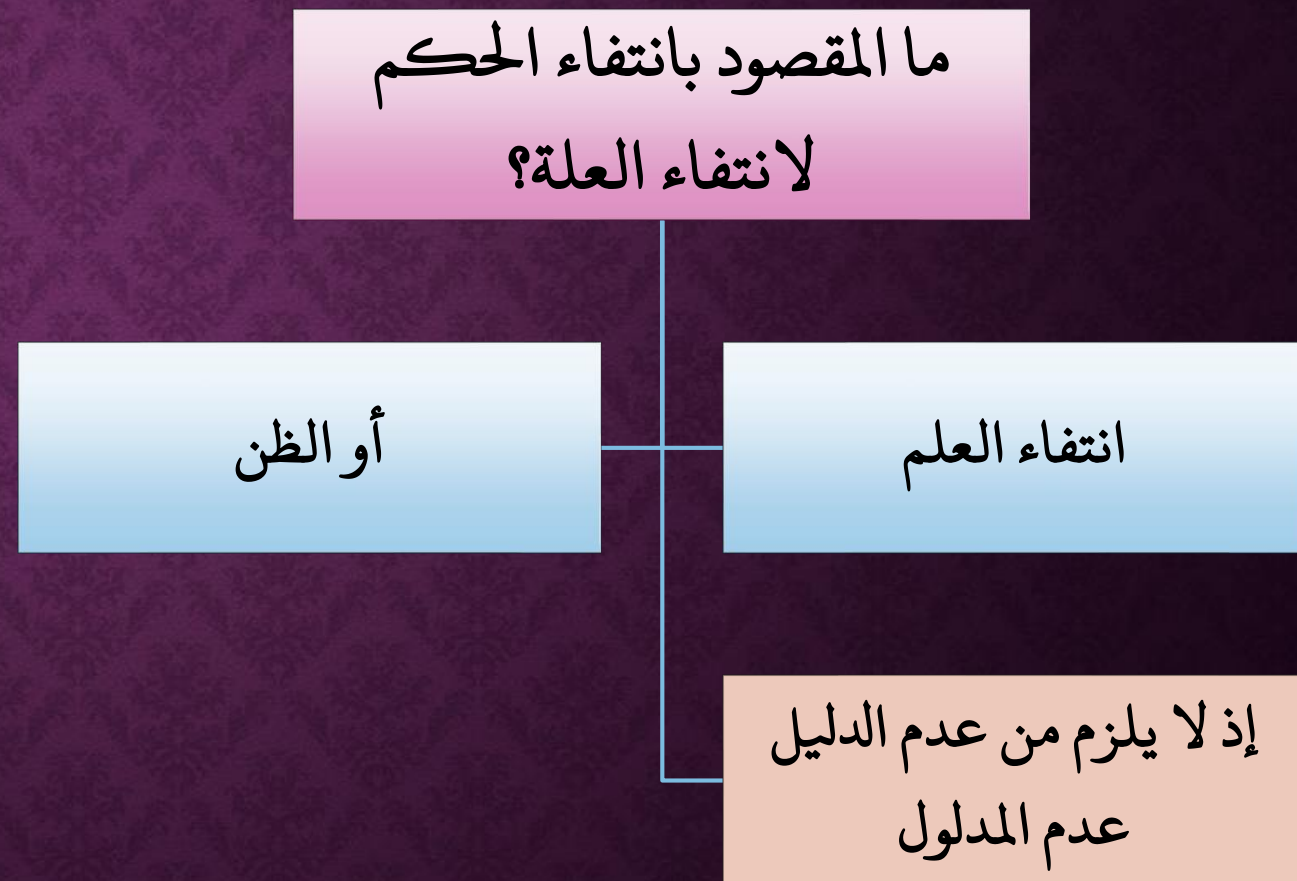 ما المقصود بانتفاء الحكم
لانتفاء العلة؟
انتفاء العلم
أو الظن
إذ لا يلزم من عدم الدليل
عدم المدلول